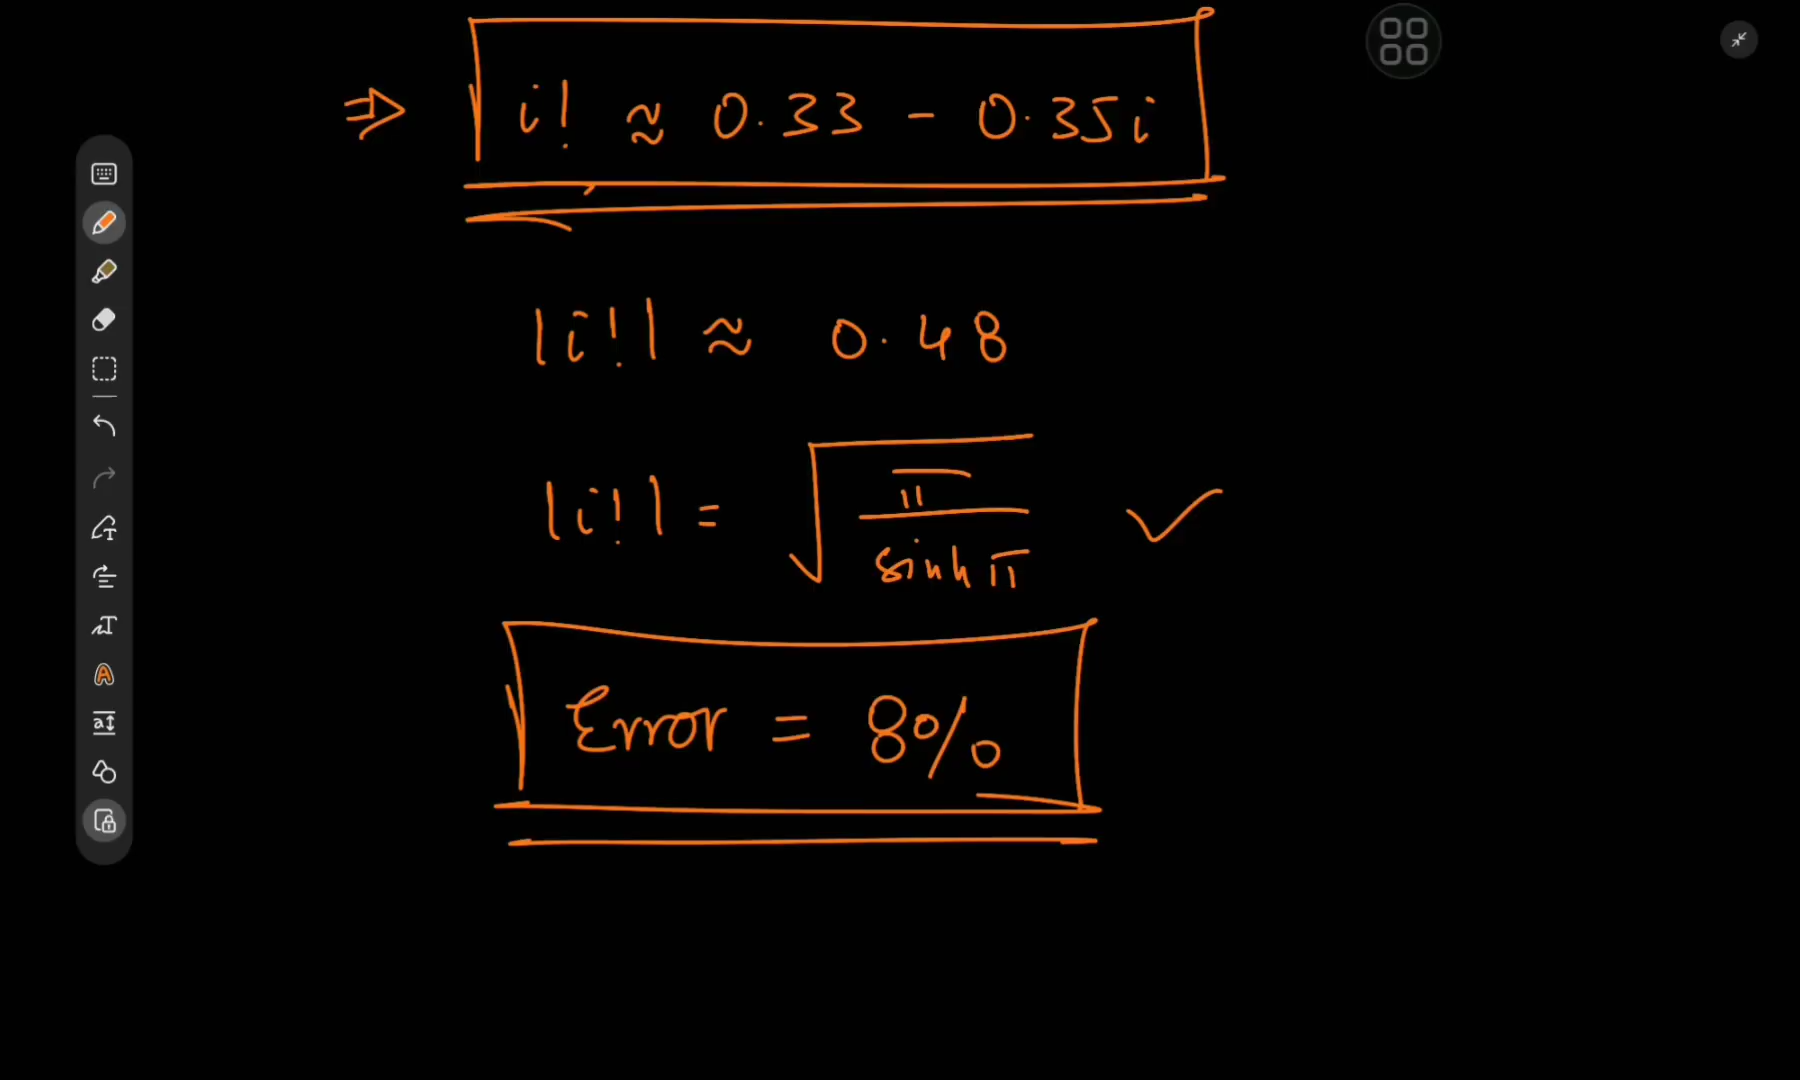 ⇒ i! ≈ 0.33 - 0.35i
|i!| ≈ 0.48
|i!| = √(π / sinh π) ✓
Error = 8%